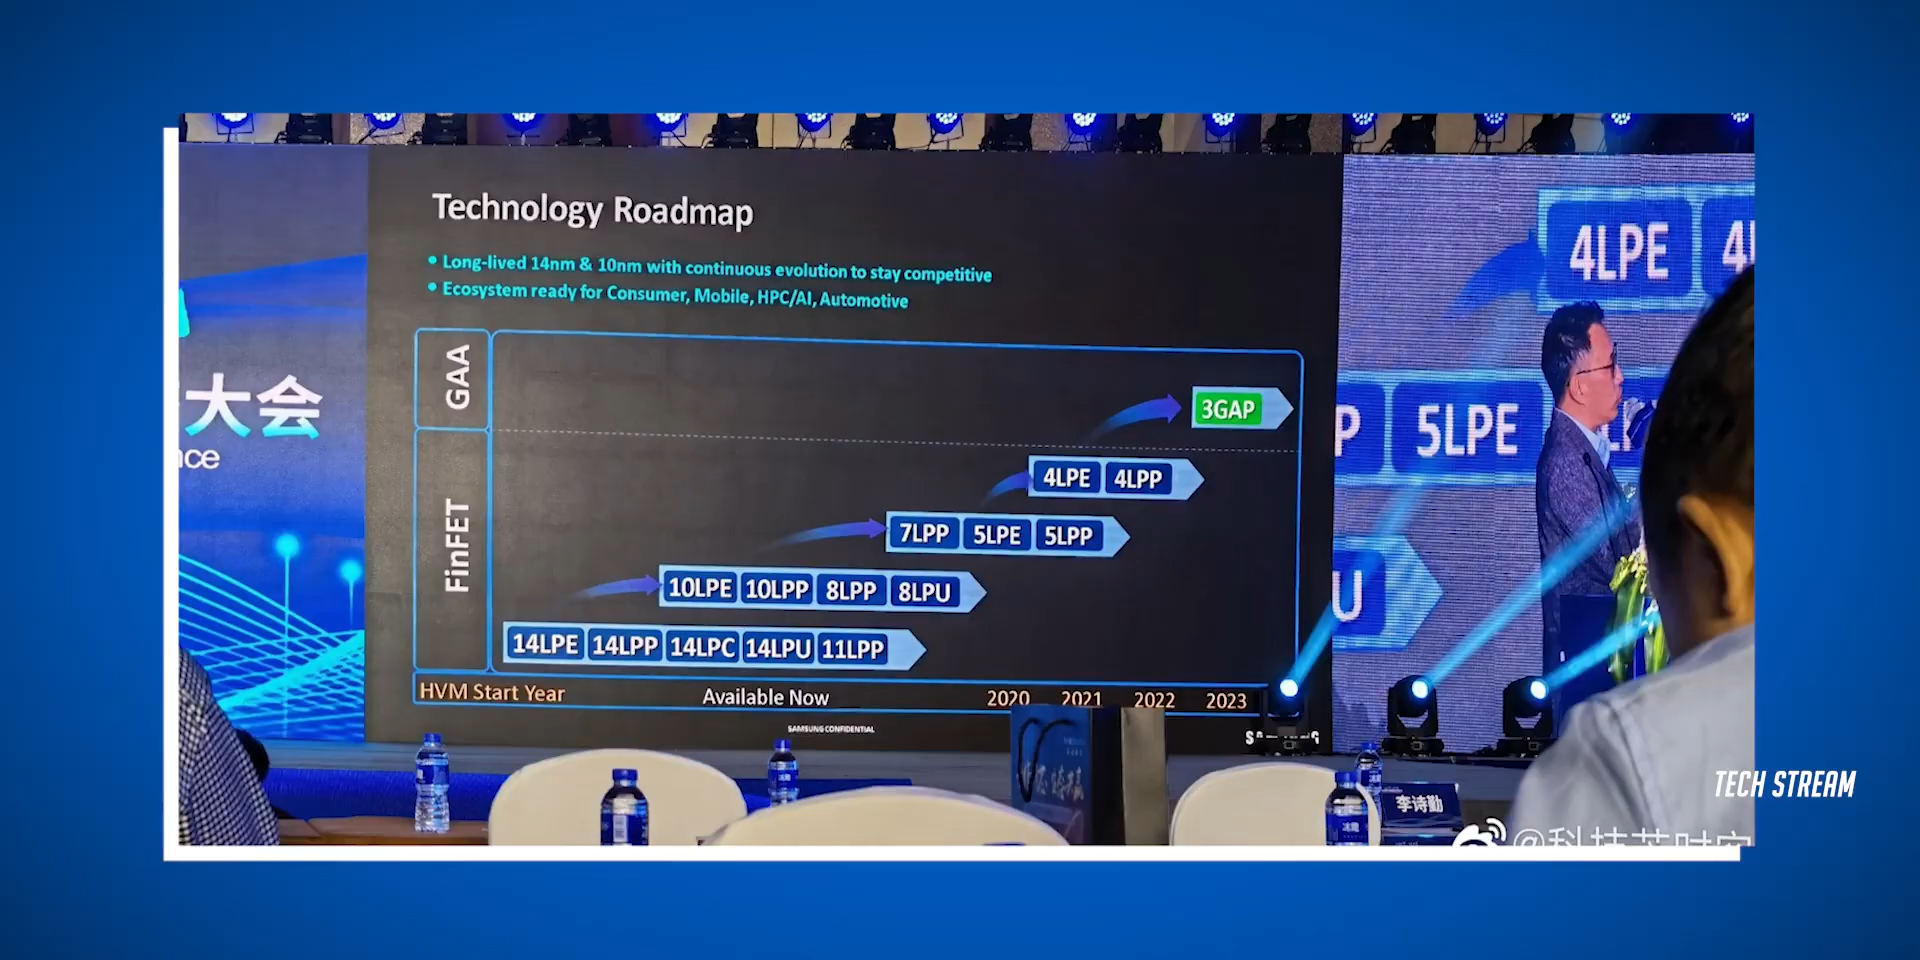 Technology Roadmap
• Long-lived 14nm & 10nm with continuous evolution to stay competitive
• Ecosystem ready for Consumer, Mobile, HPC/AI, Automotive
GAA
3GAP
FinFET
4LPE 4LPP
7LPP 5LPE 5LPP
10LPE 10LPP 8LPP 8LPU
14LPE 14LPP 14LPC 14LPU 11LPP
HVM Start Year Available Now 2020 2021 2022 2023
SAMSUNG CONFIDENTIAL
大会
4LPE
5LPE
李诗勤
TECH STREAM